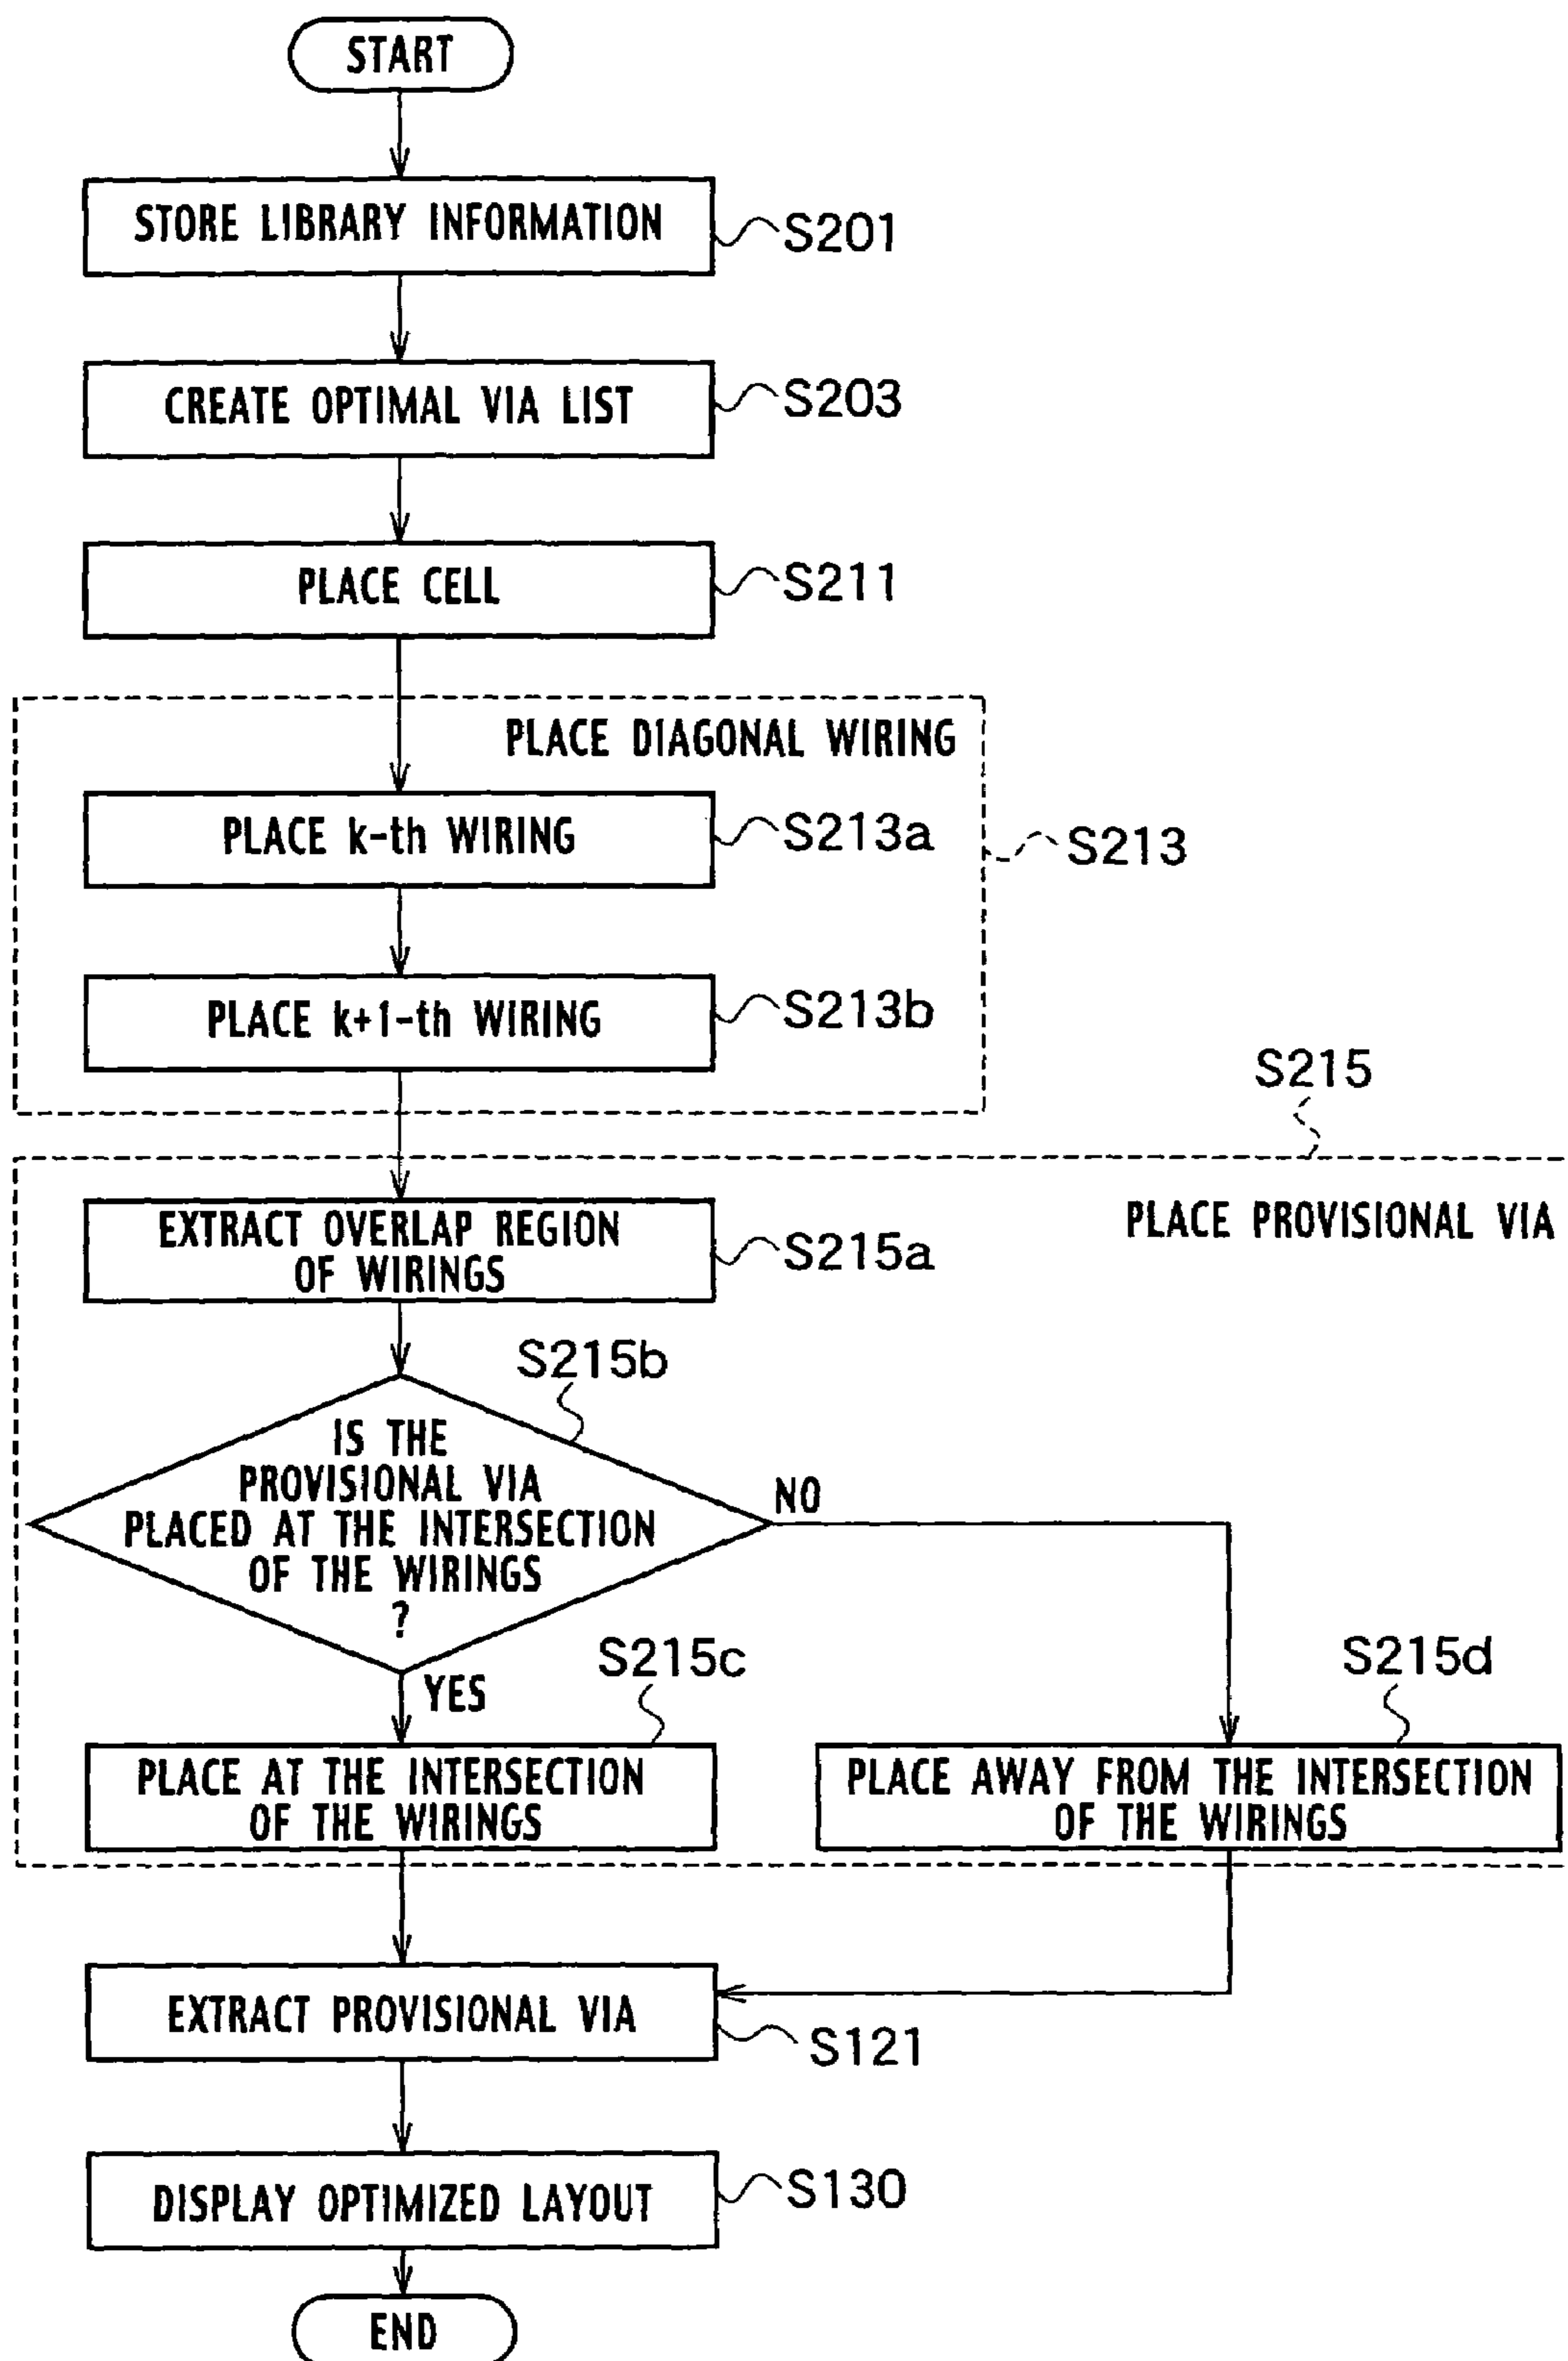 START
STORE LIBRARY INFORMATION
S201
CREATE OPTIMAL VIA LIST
S203
PLACE CELL
S211
PLACE DIAGONAL WIRING
PLACE k-th WIRING
S213a
S213
PLACE k+1-th WIRING
S213b
S215
PLACE PROVISIONAL VIA
EXTRACT OVERLAP REGION
OF WIRINGS
S215a
S215b
IS THE
PROVISIONAL VIA
PLACED AT THE INTERSECTION
OF THE WIRINGS
?
NO
YES
S215c
S215d
PLACE AT THE INTERSECTION
OF THE WIRINGS
PLACE AWAY FROM THE INTERSECTION
OF THE WIRINGS
EXTRACT PROVISIONAL VIA
S121
DISPLAY OPTIMIZED LAYOUT
S130
END